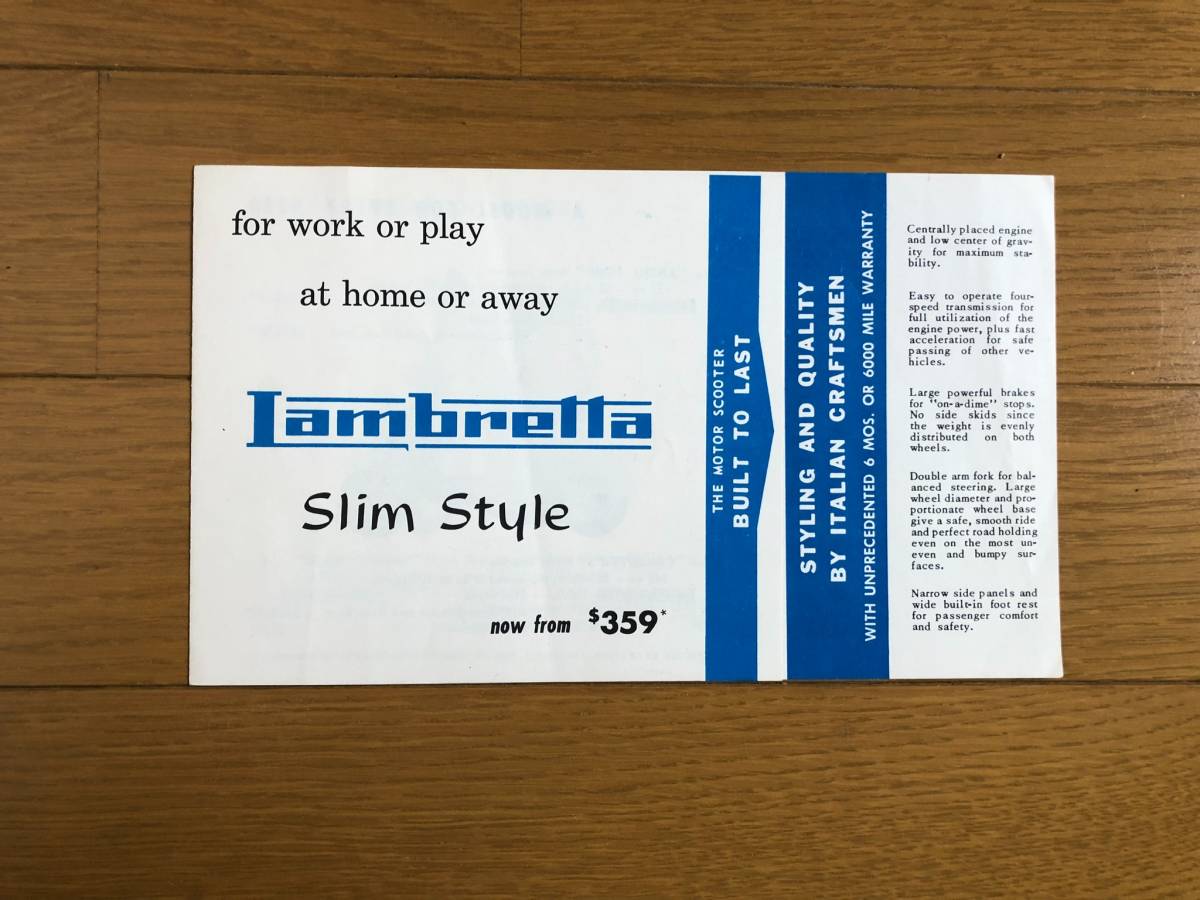 for work or play
at home or away
Lambretta
Slim Style
now from $359*
THE MOTOR SCOOTER
BUILT TO LAST
STYLING AND QUALITY
BY ITALIAN CRAFTSMEN
WITH UNPRECEDENTED 6 MOS. OR 6000 MILE WARRANTY
Centrally placed engine
and low center of grav-
ity for maximum sta-
bility.
Easy to operate four-
speed transmission for
full utilization of the
engine power, plus fast
acceleration for safe
passing of other ve-
hicles.
Large powerful brakes
for "on-a-dime" stops.
No side skids since
the weight is evenly
distributed on both
wheels.
Double arm fork for bal-
anced steering. Large
wheel diameter and pro-
portionate wheel base
give a safe, smooth ride
and perfect road holding
even on the most un-
even and bumpy sur-
faces.
Narrow side panels and
wide built-in foot rest
for passenger comfort
and safety.